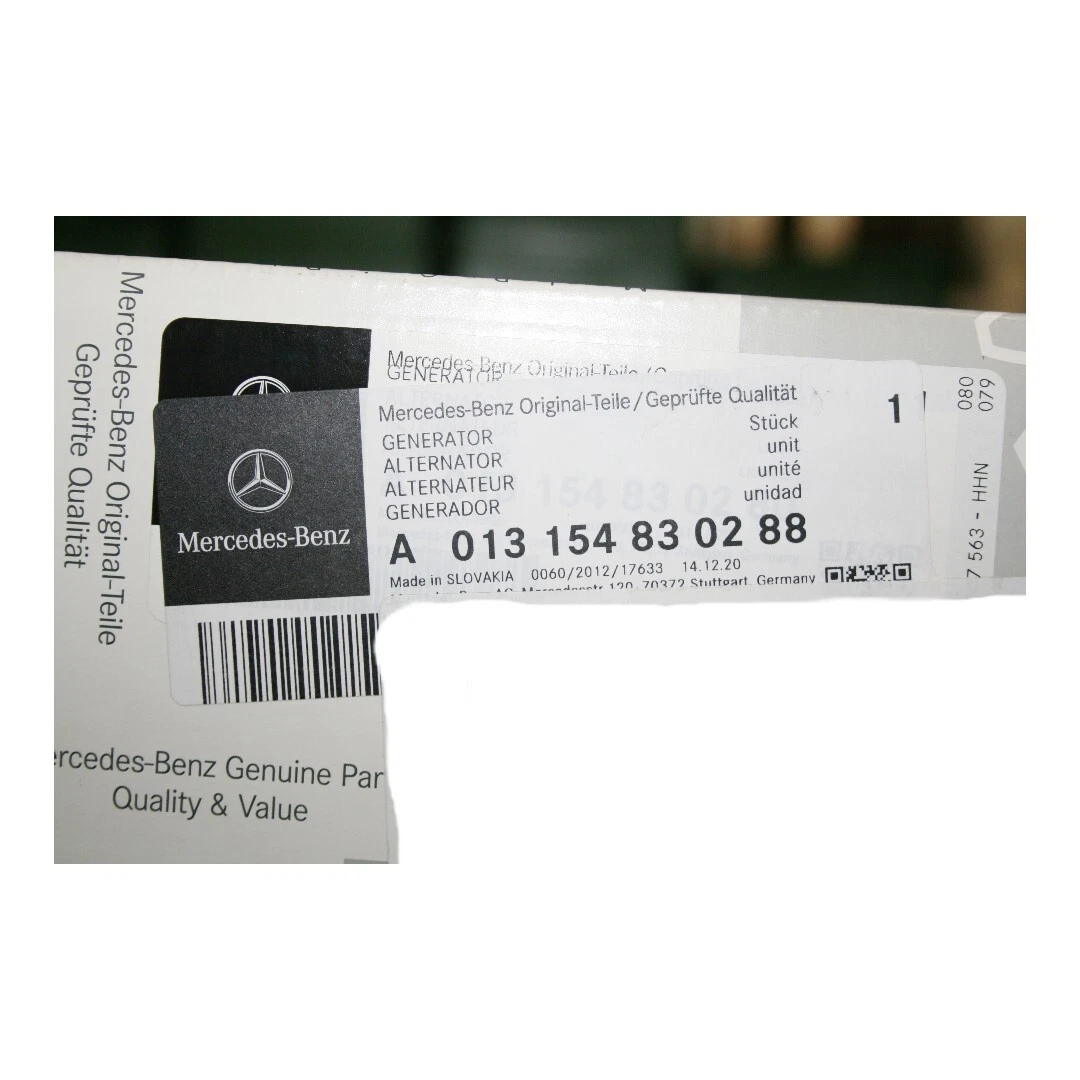 Mercedes-Benz Original-Teile
Geprüfte Qualität
Mercedes Benz Original-Teile /
GENERATOR
Mercedes-Benz
Mercedes-Benz Original-Teile/Geprüfte Qualität
1
GENERATOR Stück
ALTERNATOR unit
ALTERNATEUR unité
GENERADOR unidad
A 013 154 83 02 88
Made in SLOVAKIA 0060/2012/17633 14.12.20
120, 70372 Stuttgart, Germany
080
079
7 563 - HHN
ercedes-Benz Genuine Par
Quality & Value